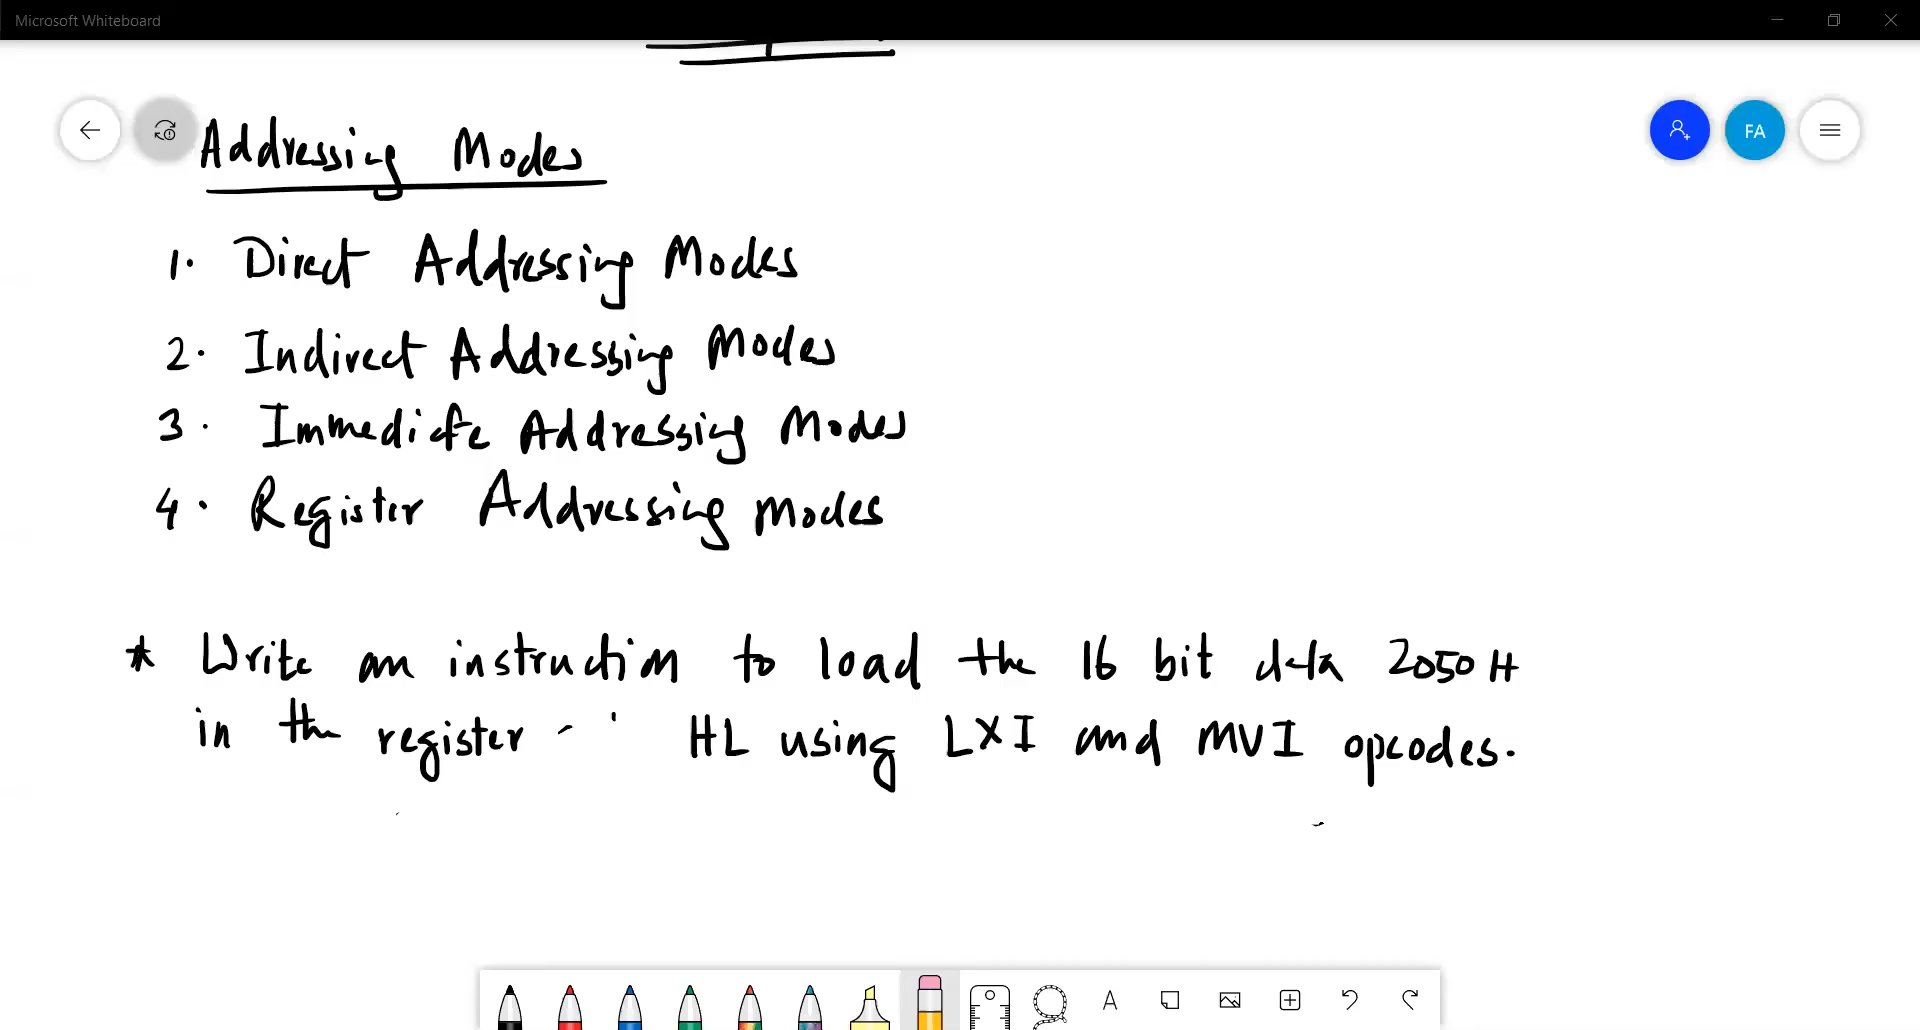 Microsoft Whiteboard
FA
Addressing Modes
1. Direct Addressing Modes
2. Indirect Addressing Modes
3. Immediate Addressing Modes
4. Register Addressing modes
* Write an instruction to load the 16 bit data 2050H
in the register HL using LXI and MVI opcodes.
A